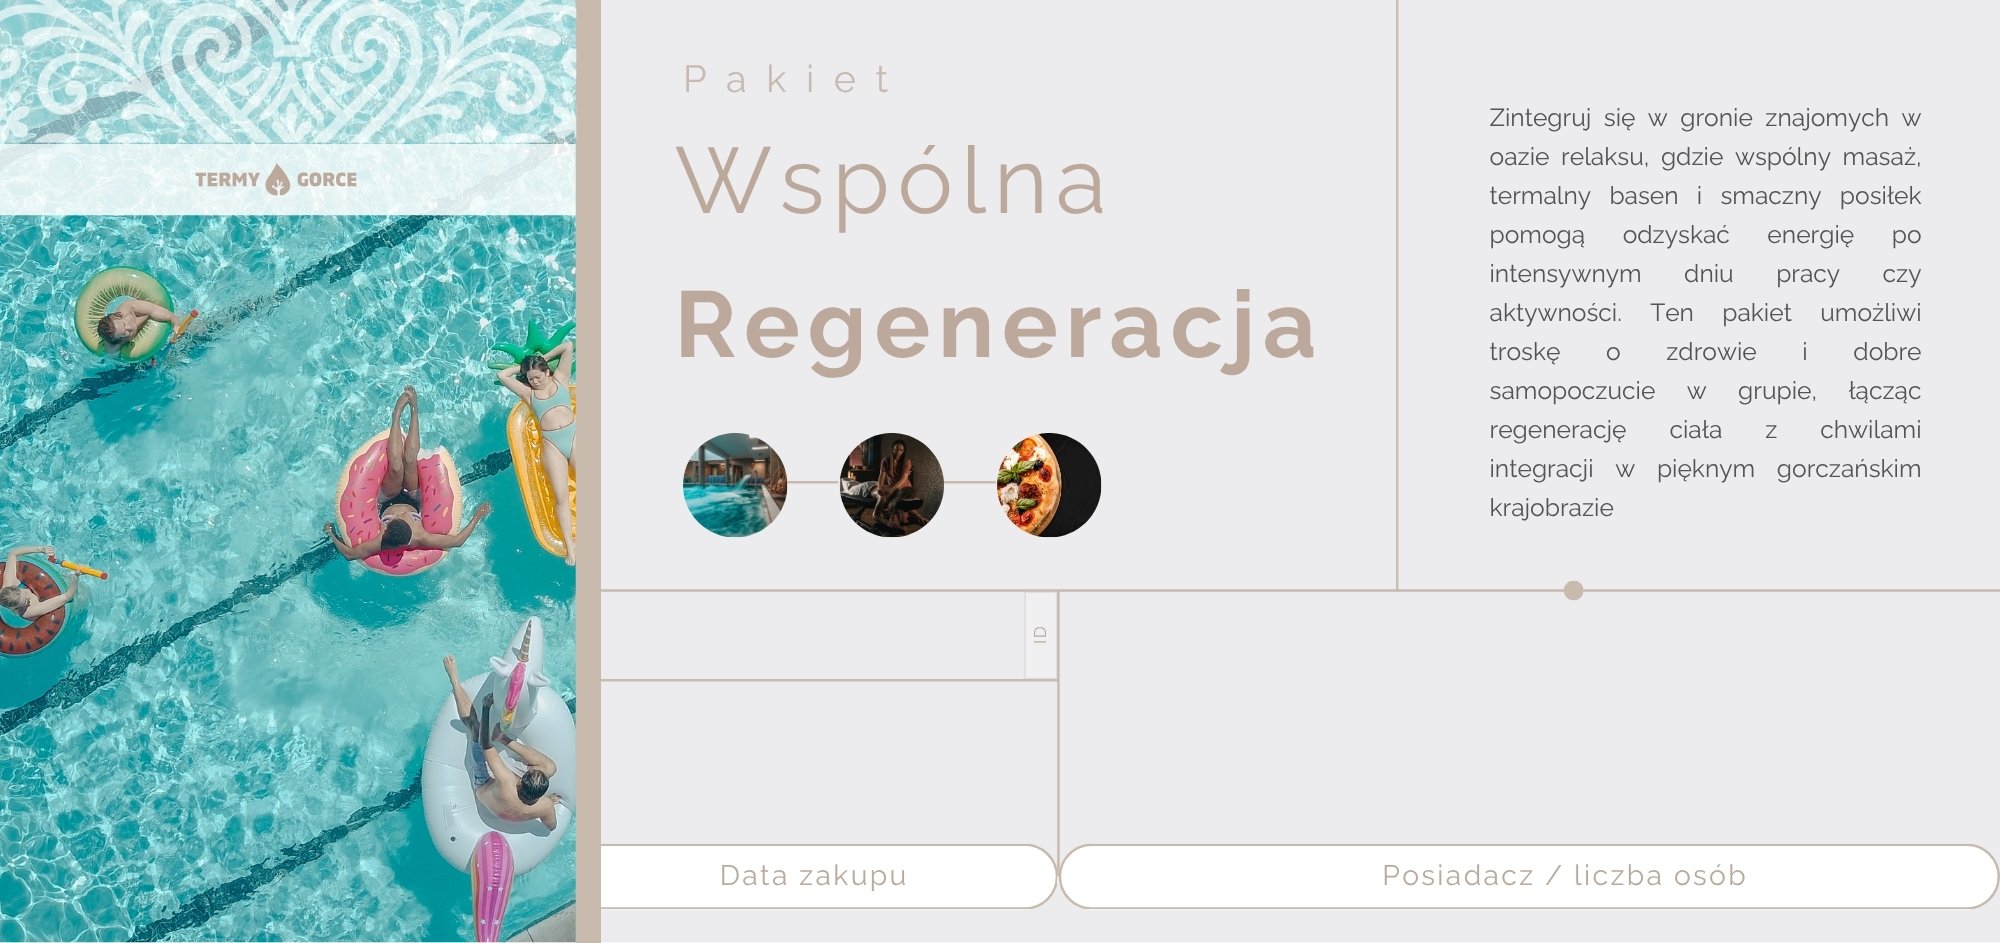 TERMY GORCE
Pakiet
Wspólna
Regeneracja
Zintegruj się w gronie znajomych w
oazie relaksu, gdzie wspólny masaż,
termalny basen i smaczny posiłek
pomogą odzyskać energię po
intensywnym dniu pracy czy
aktywności. Ten pakiet umożliwi
troskę o zdrowie i dobre
samopoczucie w grupie, łącząc
regenerację ciała z chwilami
integracji w pięknym gorczańskim
krajobrazie
ID
Data zakupu
Posiadacz / liczba osób